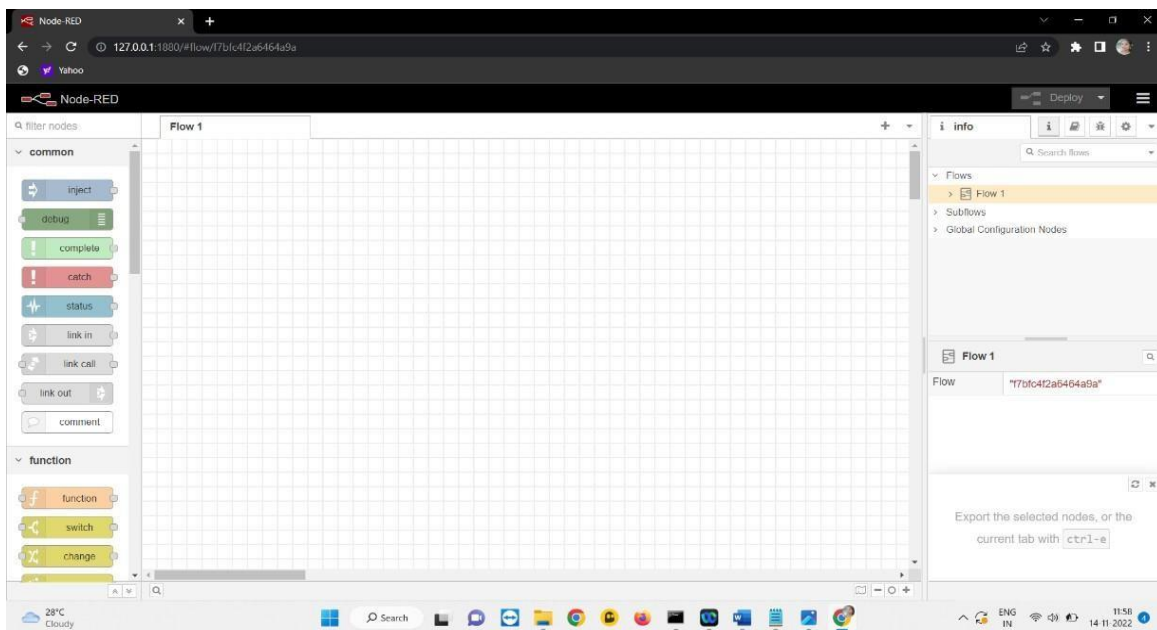 Node-RED
127.0.0.1:1880/#flow/f7bfc4f2a6464a9a
Yahoo
Node-RED
Deploy
filter nodes
Flow 1
info
i
common
Search flows
Flows
Flow 1
Subflows
Global Configuration Nodes
inject
debug
complete
catch
status
link in
link call
link out
comment
Flow 1
Flow "f7bfc4f2a6464a9a"
function
function
switch
change
Export the selected nodes, or the
current tab with ctrl-e
28°C
Cloudy
Search
ENG
IN
11:58
14-11-2022
4